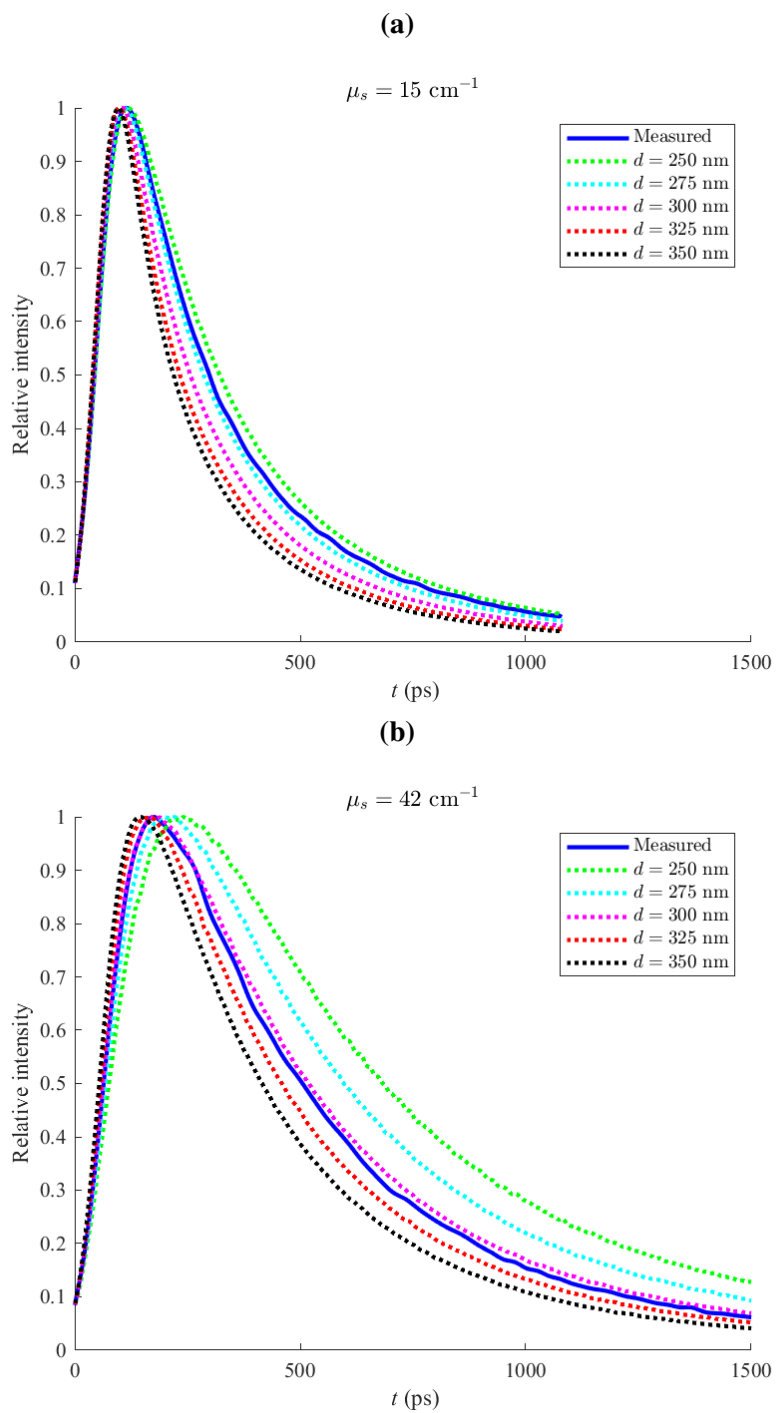 (a)
μₛ = 15 cm⁻¹
1
0.9
0.8
0.7
0.6
0.5
0.4
0.3
0.2
0.1
0
Relative intensity
Measured
d = 250 nm
d = 275 nm
d = 300 nm
d = 325 nm
d = 350 nm
0 500 1000 1500
t (ps)
(b)
μₛ = 42 cm⁻¹
1
0.9
0.8
0.7
0.6
0.5
0.4
0.3
0.2
0.1
0
Relative intensity
Measured
d = 250 nm
d = 275 nm
d = 300 nm
d = 325 nm
d = 350 nm
0 500 1000 1500
t (ps)